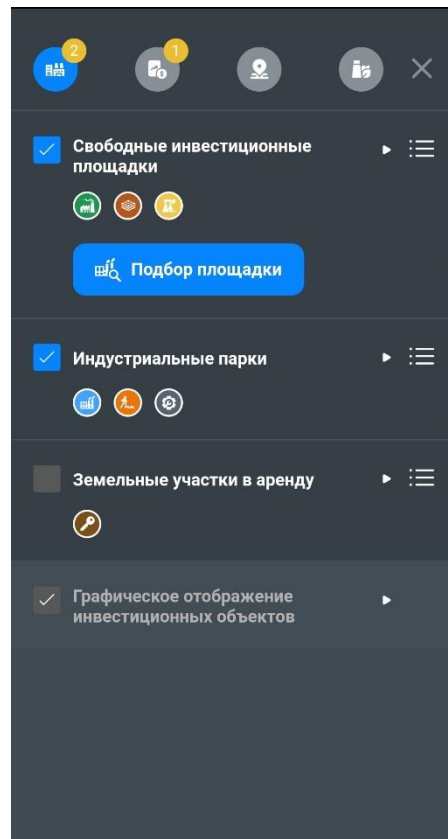 2
1
Свободные инвестиционные
площадки
Подбор площадки
Индустриальные парки
Земельные участки в аренду
Графическое отображение
инвестиционных объектов